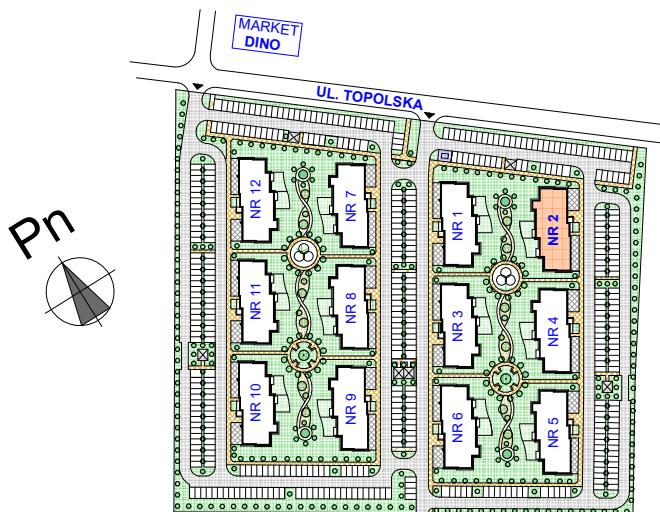 MARKET
DINO
UL. TOPOLSKA
Pn
NR 12
NR 7
NR 1
NR 2
NR 11
NR 8
NR 3
NR 4
NR 10
NR 9
NR 6
NR 5